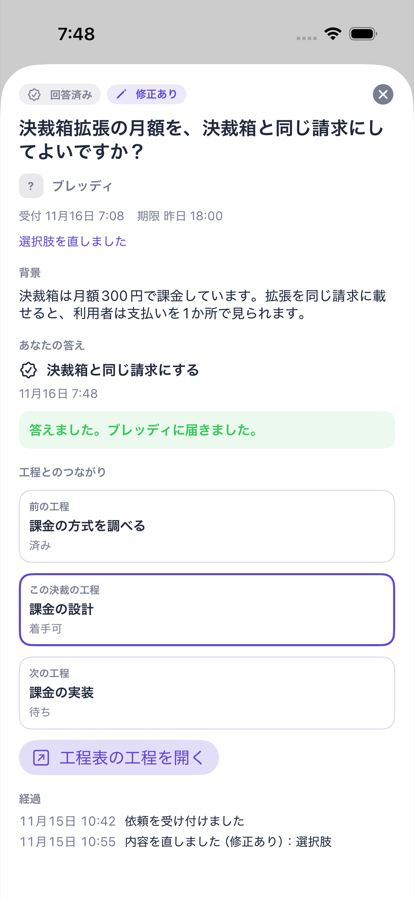 7:48
回答済み
修正あり
決裁箱拡張の月額を、決裁箱と同じ請求にし
てよいですか？
? ブレッディ
受付 11月16日 7:08 期限 昨日 18:00
選択肢を直しました
背景
決裁箱は月額300円で課金しています。拡張を同じ請求に載
せると、利用者は支払いを1か所で見られます。
あなたの答え
決裁箱と同じ請求にする
11月16日 7:48
答えました。ブレッディに届きました。
工程とのつながり
前の工程
課金の方式を調べる
済み
この決裁の工程
課金の設計
着手可
次の工程
課金の実装
待ち
工程表の工程を開く
経過
11月15日 10:42 依頼を受け付けました
11月15日 10:55 内容を直しました（修正あり）：選択肢